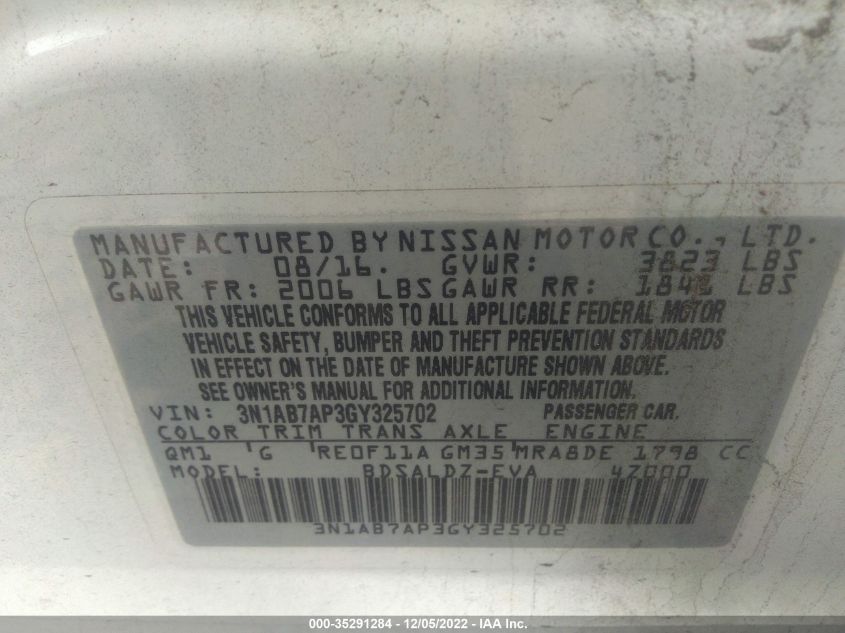 MANUFACTURED BY NISSAN MOTOR CO., LTD.
DATE: 08/16. GVWR: 3823 LBS
GAWR FR: 2006 LBS GAWR RR: 1841 LBS
THIS VEHICLE CONFORMS TO ALL APPLICABLE FEDERAL MOTOR
VEHICLE SAFETY, BUMPER AND THEFT PREVENTION STANDARDS
IN EFFECT ON THE DATE OF MANUFACTURE SHOWN ABOVE.
SEE OWNER'S MANUAL FOR ADDITIONAL INFORMATION.
VIN: 3N1AB7AP3GY325702 PASSENGER CAR.
COLOR TRIM TRANS AXLE ENGINE
QM1 G RE0F11A GM35 MRA8DE 1798 CC
MODEL: BDSALDZ-EVA 4Z000
3N1AB7AP3GY325702
000-35291284 - 12/05/2022 - IAA Inc.